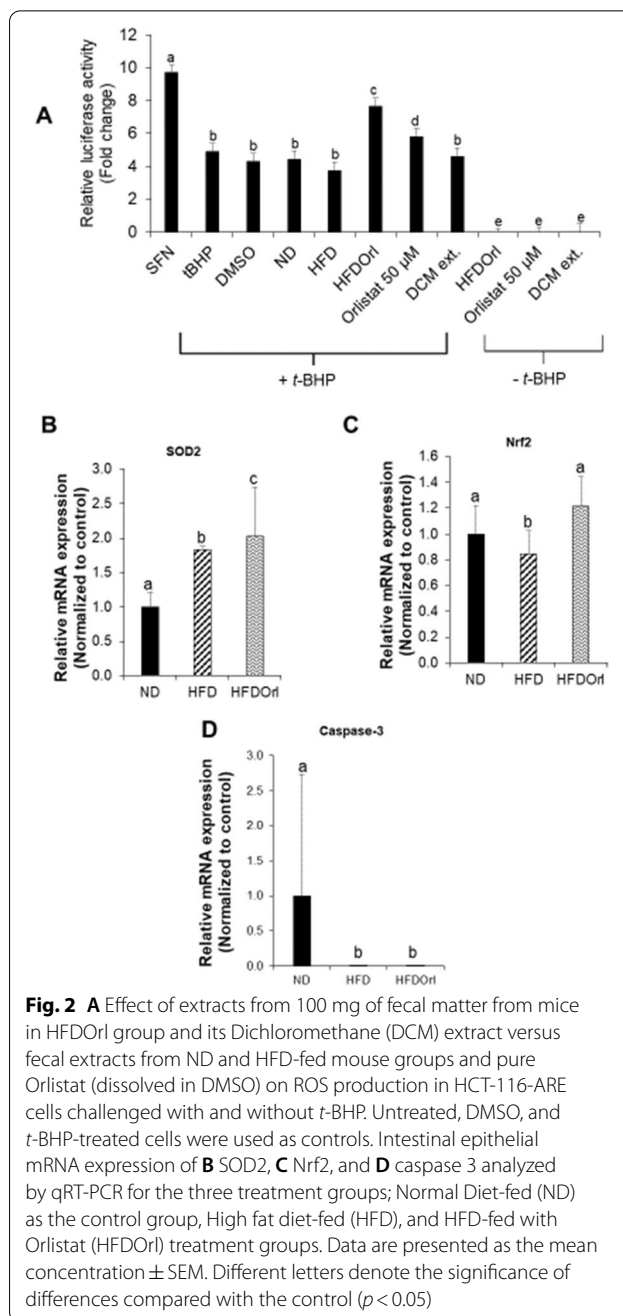 A
Relative luciferase activity
(Fold change)
12
10
8
6
4
2
0
a
b
b
b
b
c
d
b
e
e
e
SFN
tBHP
DMSO
ND
HFD
HFDOrl
Orlistat 50 µM
DCM ext.
HFDOrl
Orlistat 50 µM
DCM ext.
+ t-BHP
- t-BHP
B
SOD2
Relative mRNA expression
(Normalized to control)
3.0
2.5
2.0
1.5
1.0
0.5
0.0
a
b
c
ND
HFD
HFDOrl
C
Nrf2
Relative mRNA expression
(Normalized to control)
1.6
1.4
1.2
1.0
0.8
0.6
0.4
0.2
0.0
a
b
a
ND
HFD
HFDOrl
D
Caspase-3
Relative mRNA expression
(Normalized to control)
3.0
2.5
2.0
1.5
1.0
0.5
0.0
a
b
b
ND
HFD
HFDOrl
Fig. 2 A Effect of extracts from 100 mg of fecal matter from mice
in HFDOrl group and its Dichloromethane (DCM) extract versus
fecal extracts from ND and HFD-fed mouse groups and pure
Orlistat (dissolved in DMSO) on ROS production in HCT-116-ARE
cells challenged with and without t-BHP. Untreated, DMSO, and
t-BHP-treated cells were used as controls. Intestinal epithelial
mRNA expression of B SOD2, C Nrf2, and D caspase 3 analyzed
by qRT-PCR for the three treatment groups; Normal Diet-fed (ND)
as the control group, High fat diet-fed (HFD), and HFD-fed with
Orlistat (HFDOrl) treatment groups. Data are presented as the mean
concentration ± SEM. Different letters denote the significance of
differences compared with the control (p < 0.05)